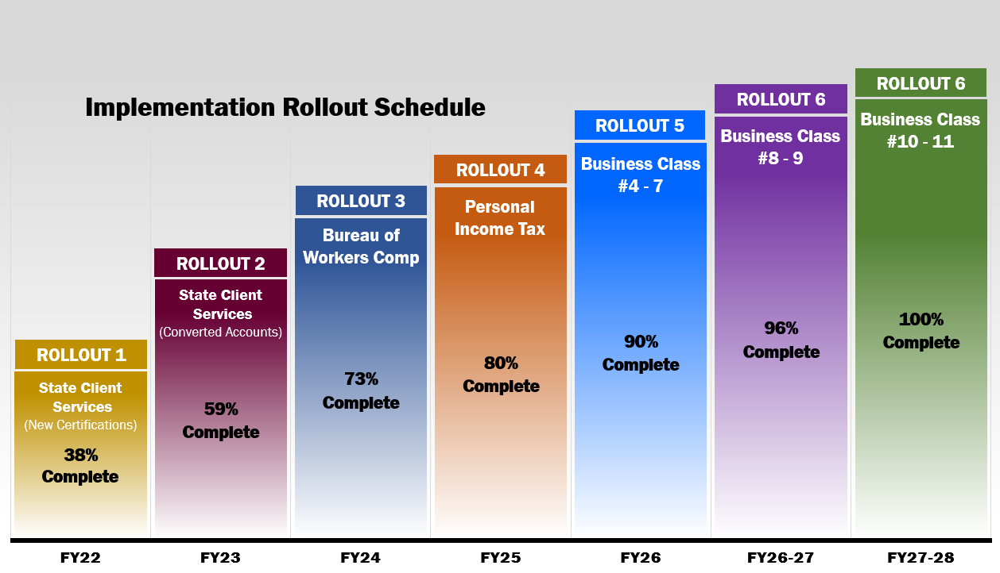 Implementation Rollout Schedule
ROLLOUT 1
State Client
Services
(New Certifications)
38%
Complete
FY22
ROLLOUT 2
State Client
Services
(Converted Accounts)
59%
Complete
FY23
ROLLOUT 3
Bureau of
Workers Comp
73%
Complete
FY24
ROLLOUT 4
Personal
Income Tax
80%
Complete
FY25
ROLLOUT 5
Business Class
#4 - 7
90%
Complete
FY26
ROLLOUT 6
Business Class
#8 - 9
96%
Complete
FY26-27
ROLLOUT 6
Business Class
#10 - 11
100%
Complete
FY27-28